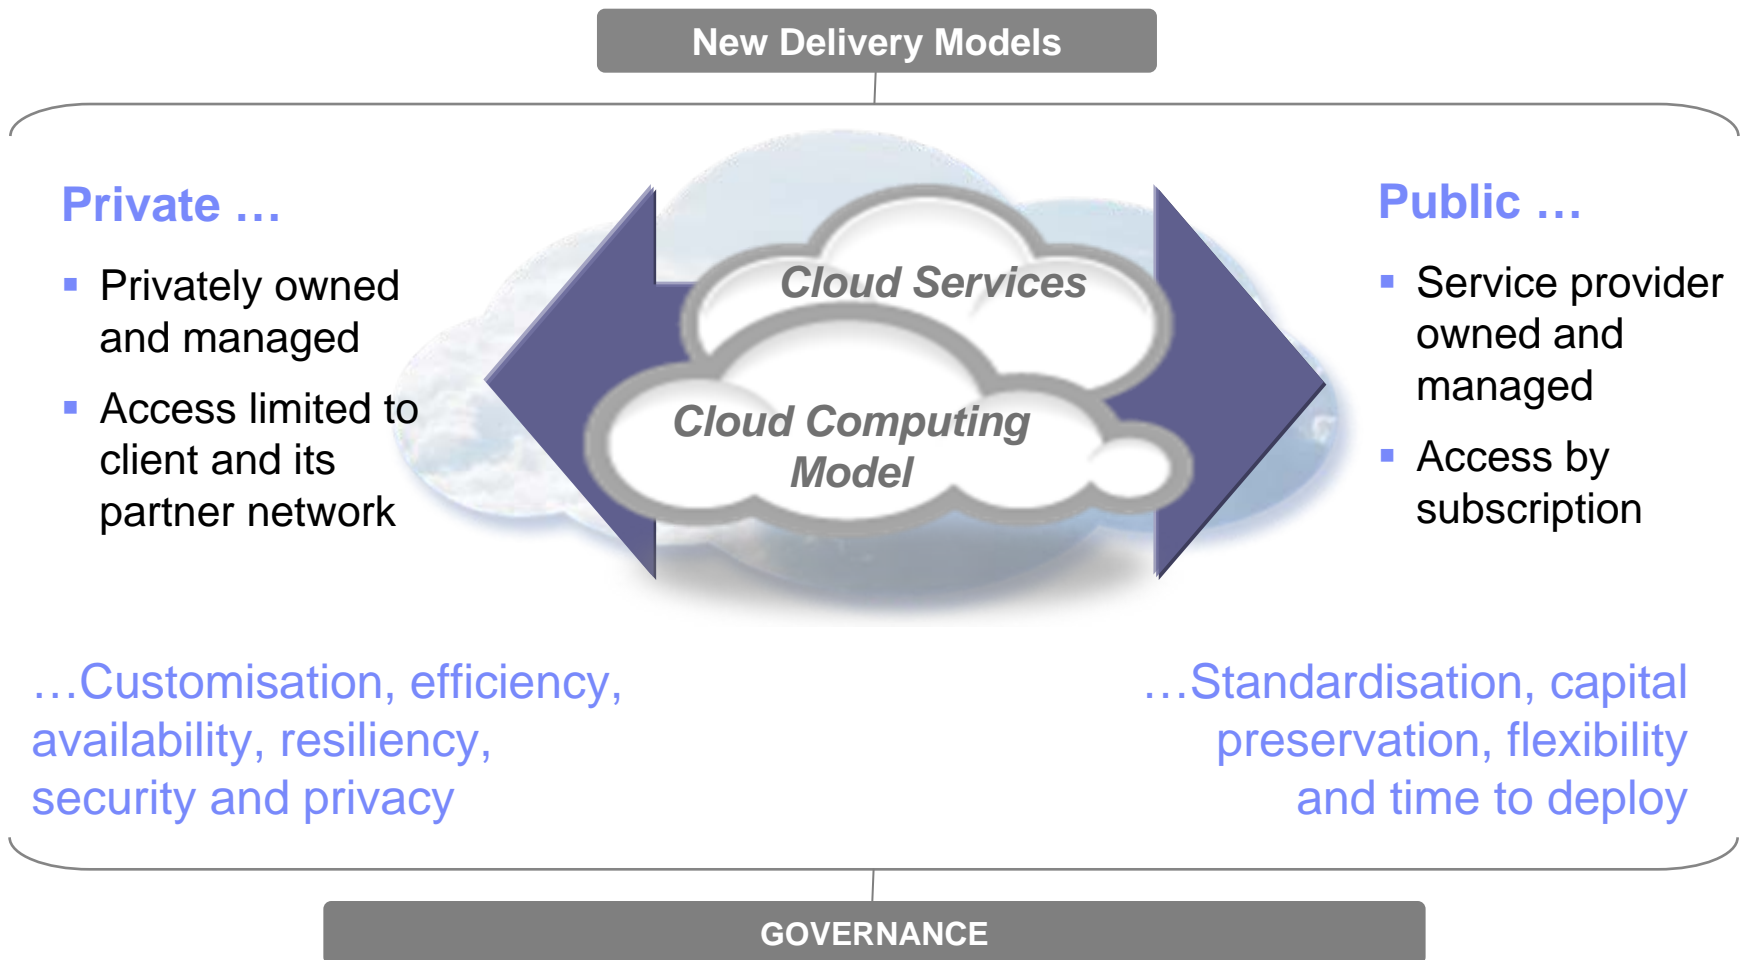 New Delivery Models
Private …
▪ Privately owned
and managed
▪ Access limited to
client and its
partner network
Cloud Services
Cloud Computing
Model
Public …
▪ Service provider
owned and
managed
▪ Access by
subscription
…Customisation, efficiency,
availability, resiliency,
security and privacy
…Standardisation, capital
preservation, flexibility
and time to deploy
GOVERNANCE